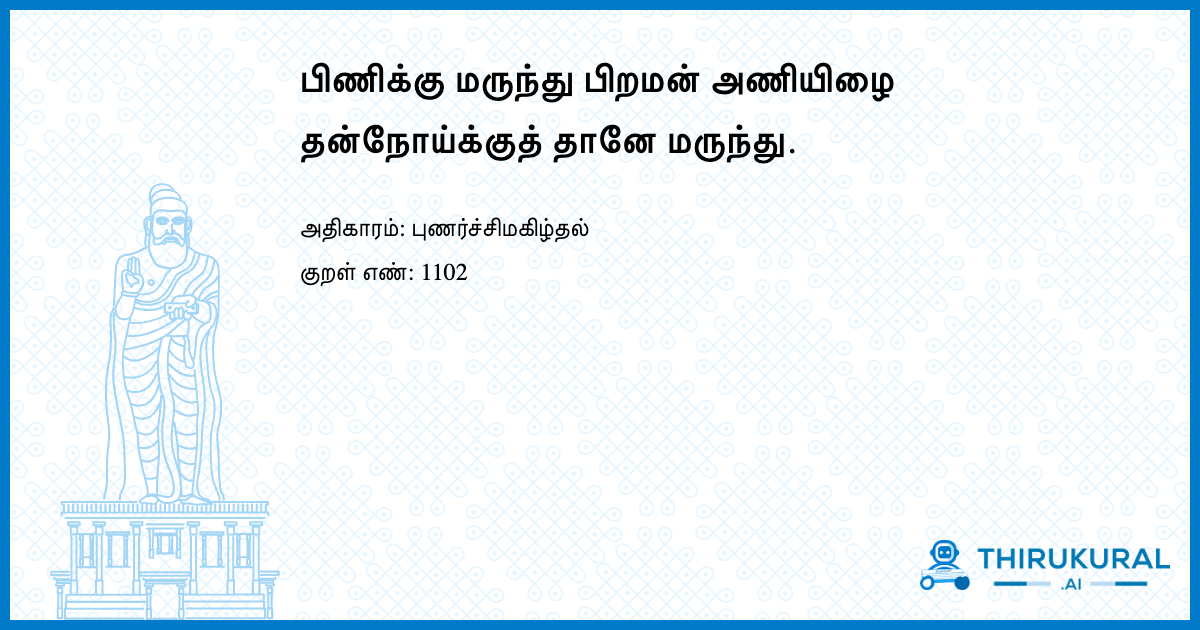 பிணிக்கு மருந்து பிறமன் அணியிழை
தன்நோய்க்குத் தானே மருந்து.
அதிகாரம்: புணர்ச்சிமகிழ்தல்
குறள் எண்: 1102
THIRUKURAL
.AI